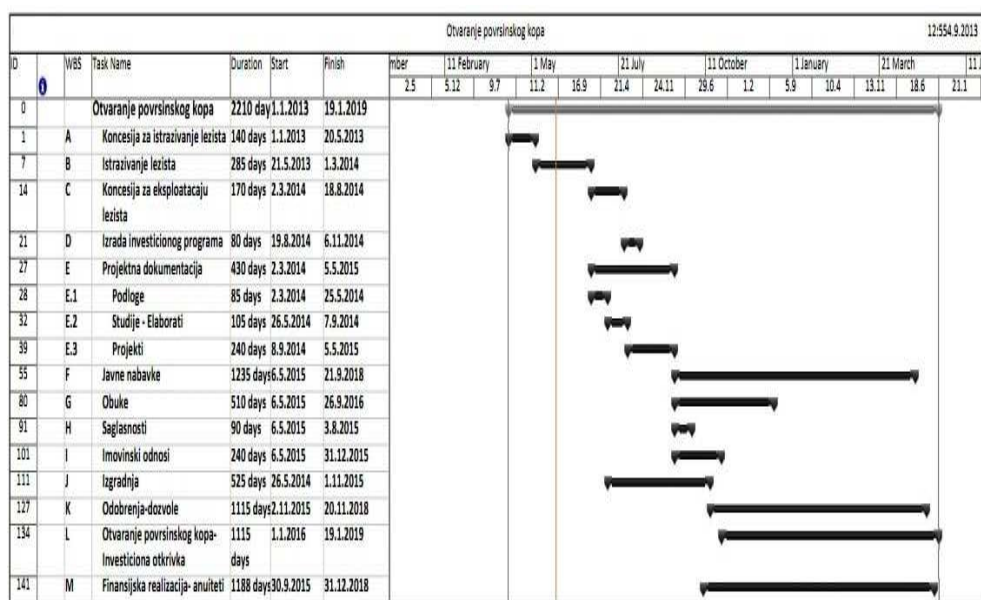 Otvaranje povrsinskog kopa 12:554.9.2013
ID WBS Task Name Duration Start Finish mber 11 February 1 May 21 July 11 October 1 January 21 March 11 J
2.5 5.12 9.7 11.2 16.9 21.4 24.11 29.6 1.2 5.9 10.4 13.11 18.6 21.1
0 Otvaranje povrsinskog kopa 2210 day 1.1.2013 19.1.2019
1 A Koncesija za istrazivanje lezista 140 days 1.1.2013 20.5.2013
7 B Istrazivanje lezista 285 days 21.5.2013 1.3.2014
14 C Koncesija za eksploatacaju 170 days 2.3.2014 18.8.2014
lezista
21 D Izrada investicionog programa 80 days 19.8.2014 6.11.2014
27 E Projektna dokumentacija 430 days 2.3.2014 5.5.2015
28 E.1 Podloge 85 days 2.3.2014 25.5.2014
32 E.2 Studije - Elaborati 105 days 26.5.2014 7.9.2014
39 E.3 Projekti 240 days 8.9.2014 5.5.2015
55 F Javne nabavke 1235 days 6.5.2015 21.9.2018
80 G Obuke 510 days 6.5.2015 26.9.2016
91 H Saglasnosti 90 days 6.5.2015 3.8.2015
101 I Imovinski odnosi 240 days 6.5.2015 31.12.2015
111 J Izgradnja 525 days 26.5.2014 1.11.2015
127 K Odobrenja-dozvole 1115 days 2.11.2015 20.11.2018
134 L Otvaranje povrsinskog kopa- 1115 1.1.2016 19.1.2019
Investiciona otkrivka days
141 M Finansijska realizacija- anuiteti 1188 days 30.9.2015 31.12.2018